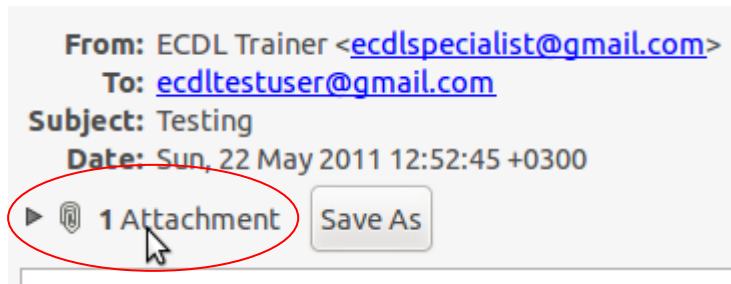 From: ECDL Trainer <ecdlspecialist@gmail.com>
To: ecdltestuser@gmail.com
Subject: Testing
Date: Sun, 22 May 2011 12:52:45 +0300
1 Attachment Save As